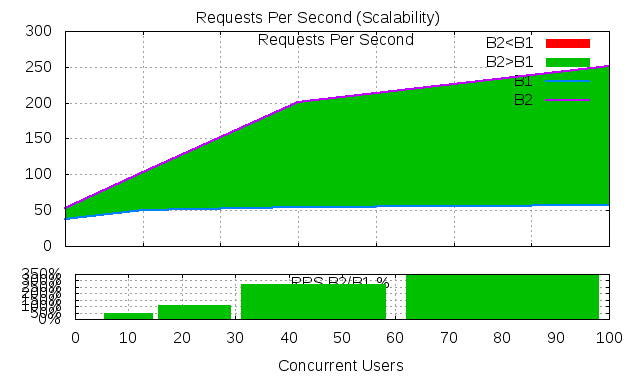 Requests Per Second (Scalability)
300
Requests Per Second
B2<B1
250
B2>B1
B1
200
B2
150
100
50
0
350%
RPS B2/B1 %
100%
50%
0%
0 10 20 30 40 50 60 70 80 90 100
Concurrent Users